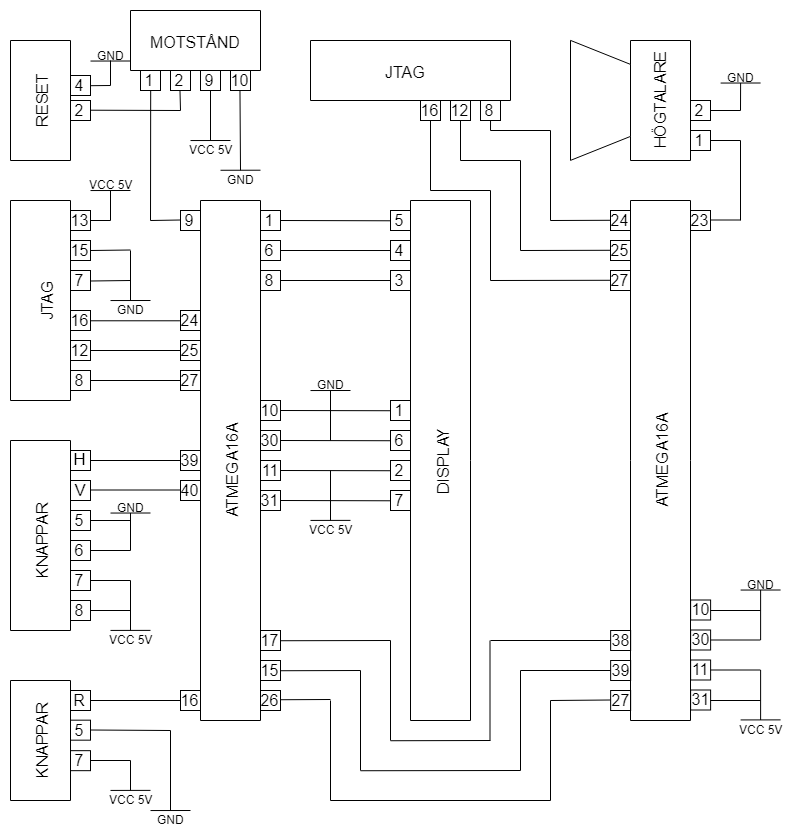 RESET
4
2
GND
MOTSTÅND
1
2
9
10
VCC 5V
GND
JTAG
16
12
8
HÖGTALARE
2
1
GND
JTAG
13
15
7
16
12
8
VCC 5V
GND
ATMEGA16A
9
24
25
27
39
40
16
1
6
8
10
30
11
31
17
15
26
GND
VCC 5V
DISPLAY
5
4
3
1
6
2
7
ATMEGA16A
24
25
27
38
39
27
23
10
30
11
31
GND
VCC 5V
KNAPPAR
H
V
5
6
7
8
GND
VCC 5V
KNAPPAR
R
5
7
VCC 5V
GND